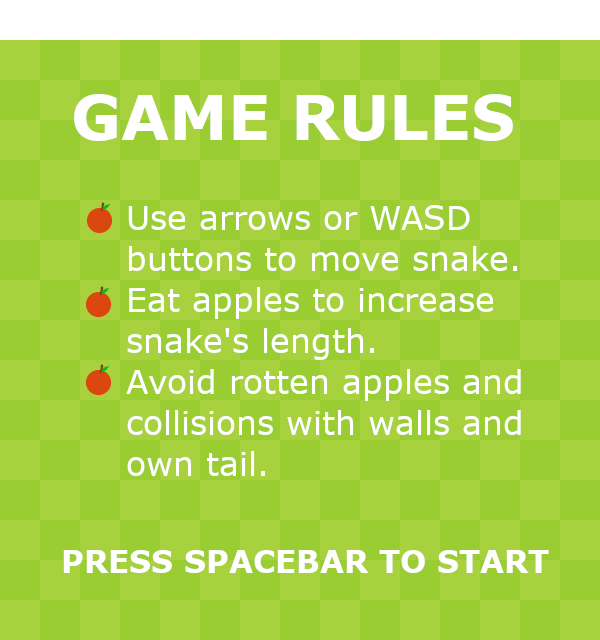 GAME RULES
Use arrows or WASD
buttons to move snake.
Eat apples to increase
snake's length.
Avoid rotten apples and
collisions with walls and
own tail.
PRESS SPACEBAR TO START